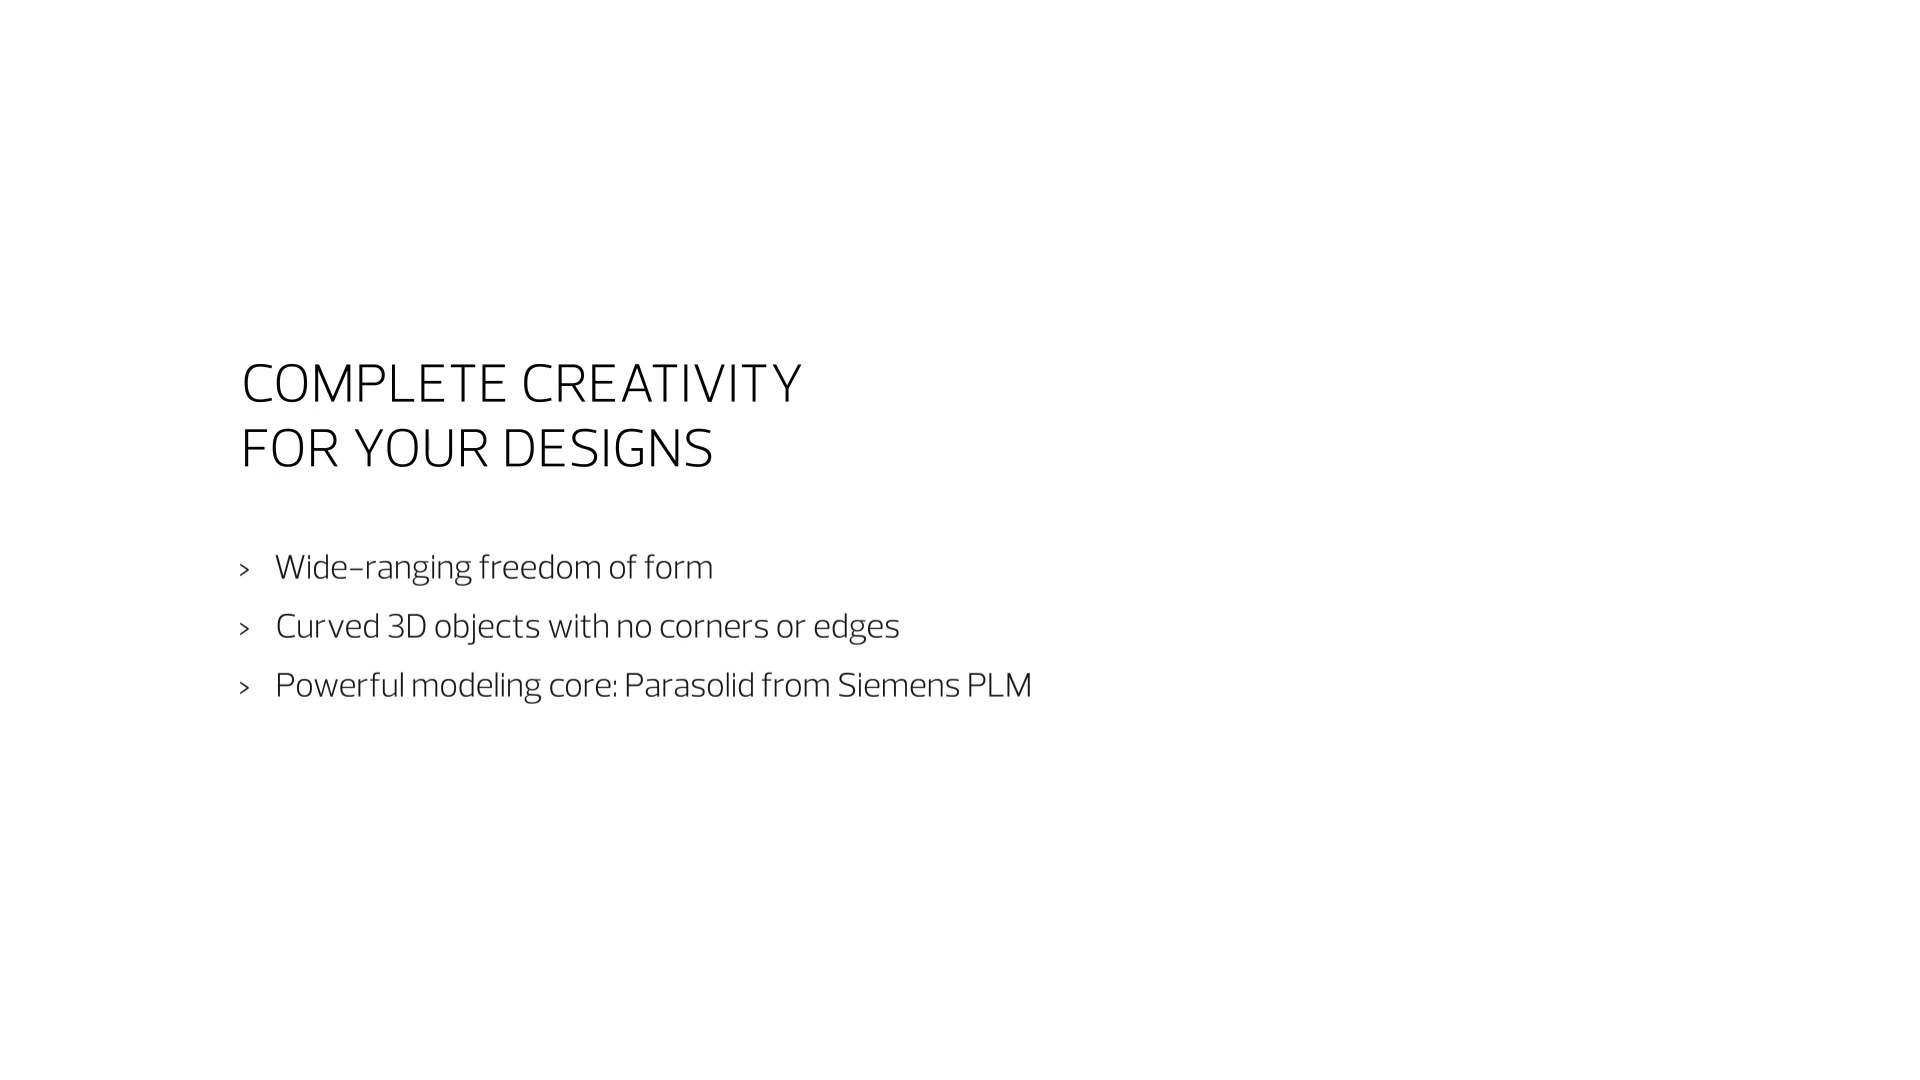 COMPLETE CREATIVITY
FOR YOUR DESIGNS
> Wide-ranging freedom of form
> Curved 3D objects with no corners or edges
> Powerful modeling core: Parasolid from Siemens PLM